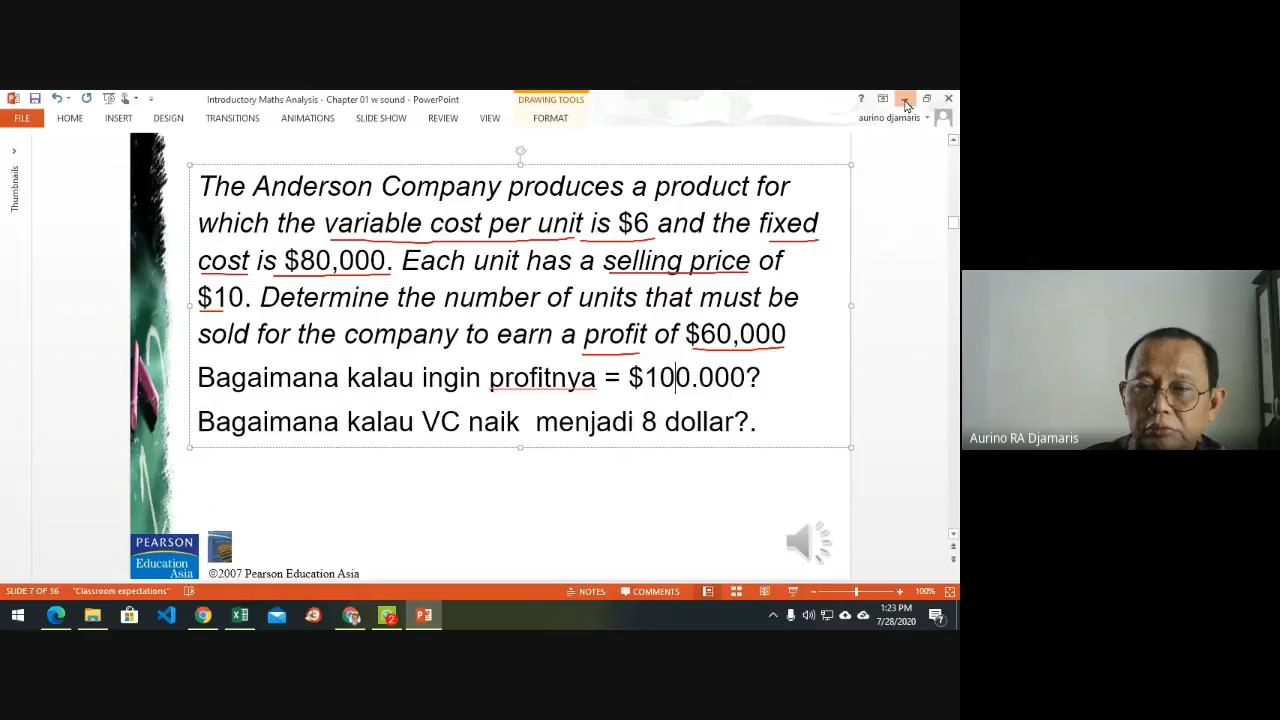 Introductory Maths Analysis - Chapter 01 w sound - PowerPoint
DRAWING TOOLS
?
FILE
HOME
INSERT
DESIGN
TRANSITIONS
ANIMATIONS
SLIDE SHOW
REVIEW
VIEW
FORMAT
aurino djamaris
Thumbnails
The Anderson Company produces a product for
which the variable cost per unit is $6 and the fixed
cost is $80,000. Each unit has a selling price of
$10. Determine the number of units that must be
sold for the company to earn a profit of $60,000
Bagaimana kalau ingin profitnya = $100.000?
Bagaimana kalau VC naik menjadi 8 dollar?.
PEARSON
Education
Asia
©2007 Pearson Education Asia
Aurino RA Djamaris
SLIDE 7 OF 36
"Classroom expectations"
NOTES
COMMENTS
100%
2
1:23 PM
7/28/2020
7